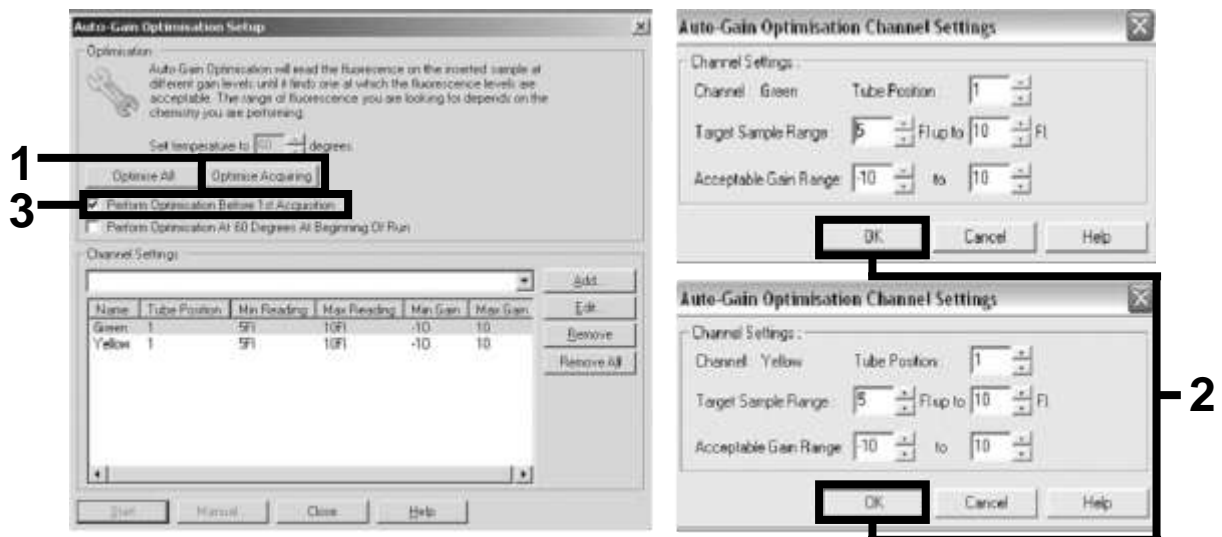 Auto-Gain Optimisation Setup
Optimisation
Auto-Gain Optimisation will read the fluorescence on the inserted sample at
different gain levels until it finds one at which the fluorescence levels are
acceptable. The range of fluorescence you are looking for depends on the
chemistry you are performing.
Set temperature to 60 degrees.
1
Optimise All
Optimise Acquiring
3
Perform Optimisation Before 1st Acquisition
Perform Optimisation At 60 Degrees At Beginning Of Run
Channel Settings
Add...
Name Tube Position Min Reading Max Reading Min Gain Max Gain
Edit...
Green 1 5Fl 10Fl -10 10
Yellow 1 5Fl 10Fl -10 10
Remove
Remove All
Start
Manual
Close
Help
Auto-Gain Optimisation Channel Settings
Channel Settings :
Channel : Green Tube Position : 1
Target Sample Range : 5 Fl up to 10 Fl.
Acceptable Gain Range: -10 to 10
OK
Cancel
Help
Auto-Gain Optimisation Channel Settings
Channel Settings :
Channel : Yellow Tube Position : 1
Target Sample Range : 5 Fl up to 10 Fl.
Acceptable Gain Range: -10 to 10
OK
Cancel
Help
2